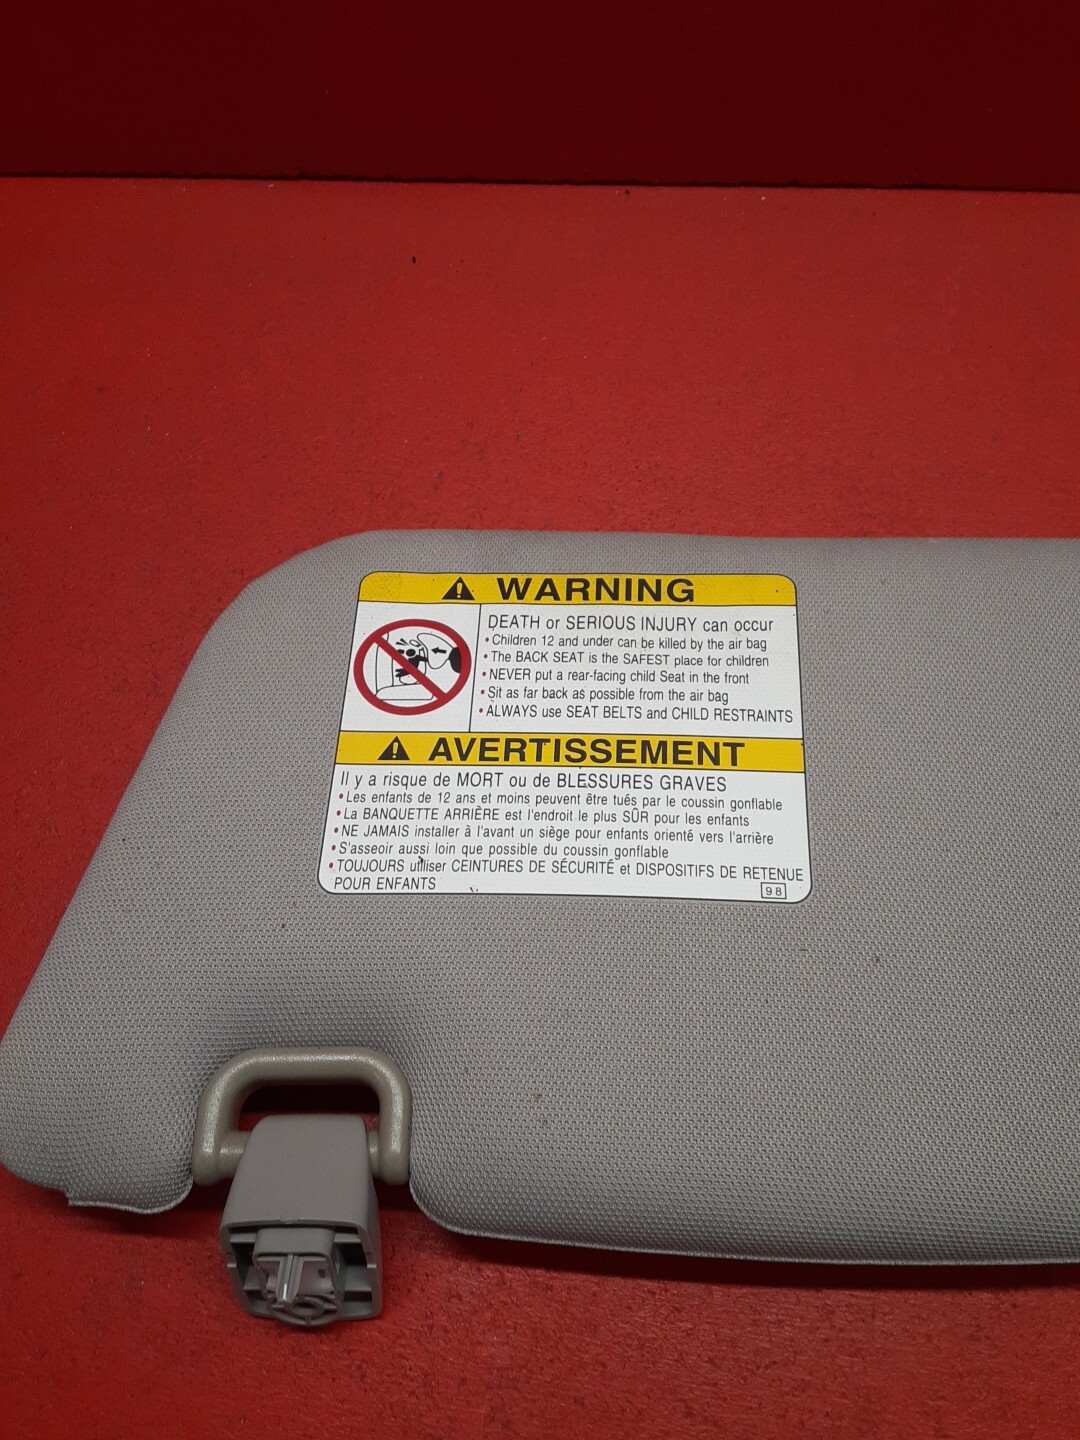 WARNING
DEATH or SERIOUS INJURY can occur
• Children 12 and under can be killed by the air bag
• The BACK SEAT is the SAFEST place for children
• NEVER put a rear-facing child Seat in the front
• Sit as far back as possible from the air bag
• ALWAYS use SEAT BELTS and CHILD RESTRAINTS
AVERTISSEMENT
Il y a risque de MORT ou de BLESSURES GRAVES
• Les enfants de 12 ans et moins peuvent être tués par le coussin gonflable
• La BANQUETTE ARRIÈRE est l'endroit le plus SÛR pour les enfants
• NE JAMAIS installer à l'avant un siège pour enfants orienté vers l'arrière
• S'asseoir aussi loin que possible du coussin gonflable
• TOUJOURS utiliser CEINTURES DE SÉCURITÉ et DISPOSITIFS DE RETENUE
POUR ENFANTS
98